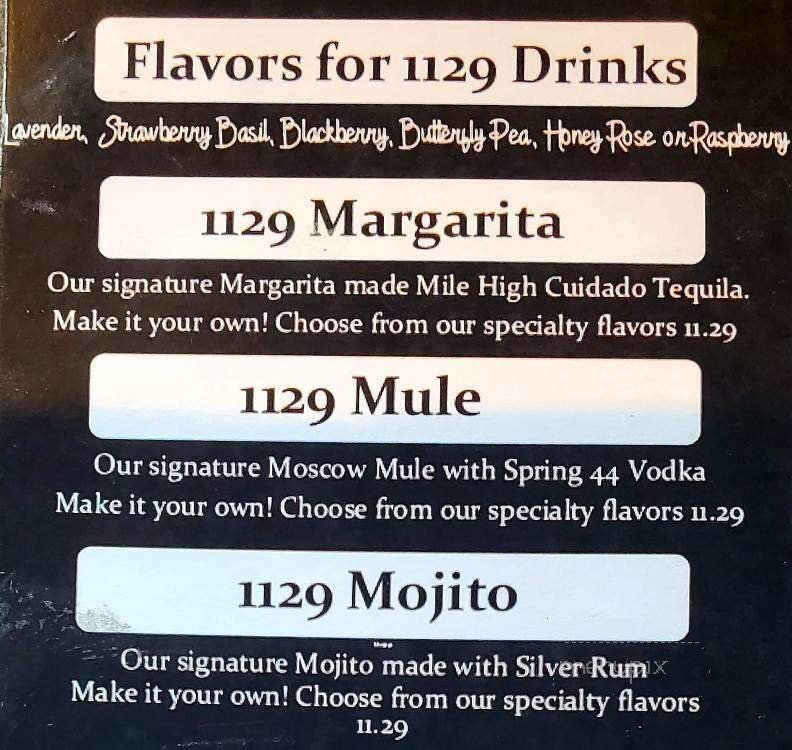 Flavors for 1129 Drinks
Lavender, Strawberry Basil, Blackberry, Butterfly Pea, Honey Rose or Raspberry
1129 Margarita
Our signature Margarita made Mile High Cuidado Tequila.
Make it your own! Choose from our specialty flavors 11.29
1129 Mule
Our signature Moscow Mule with Spring 44 Vodka
Make it your own! Choose from our specialty flavors 11.29
1129 Mojito
Our signature Mojito made with Silver Rum
Make it your own! Choose from our specialty flavors
11.29